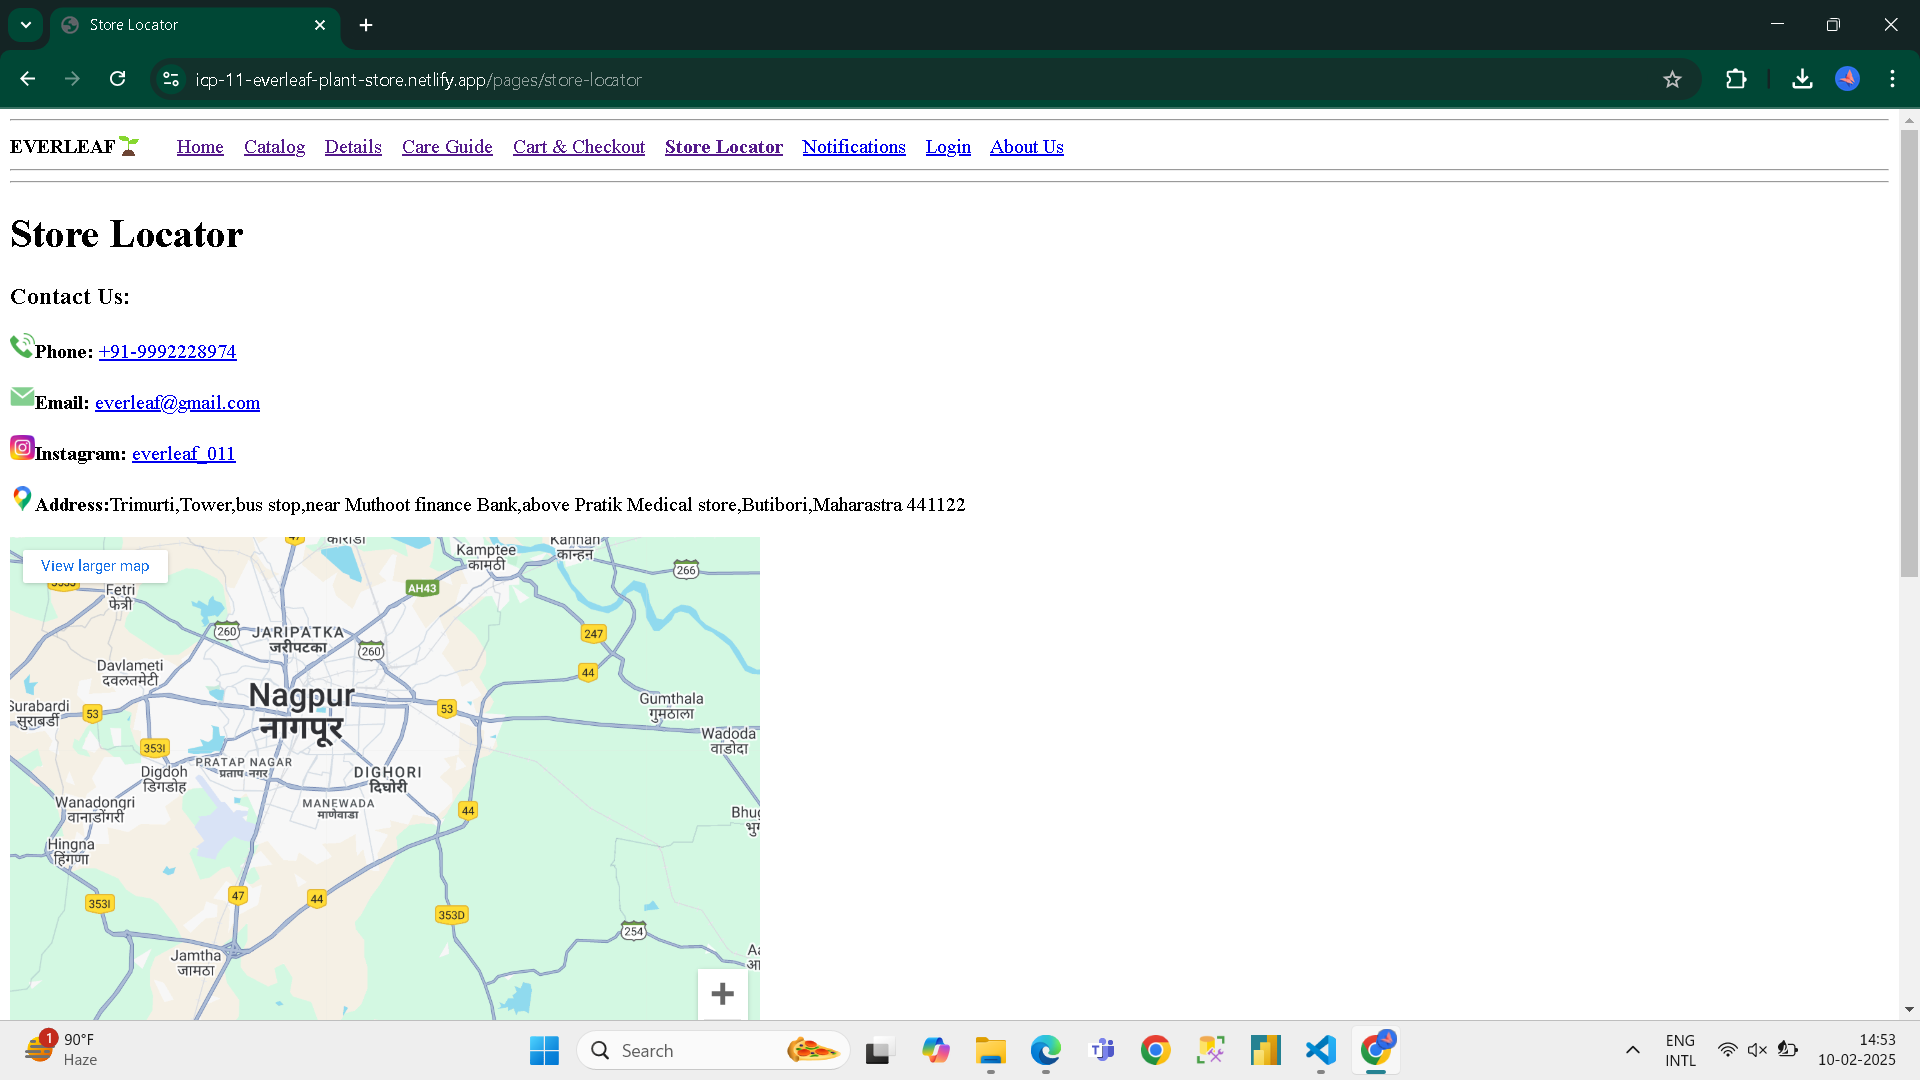 Store Locator
icp-11-everleaf-plant-store.netlify.app/pages/store-locator
EVERLEAF Home Catalog Details Care Guide Cart & Checkout Store Locator Notifications Login About Us
Store Locator
Contact Us:
Phone: +91-9992228974
Email: everleaf@gmail.com
Instagram: everleaf_011
Address:Trimurti,Tower,bus stop,near Muthoot finance Bank,above Pratik Medical store,Butibori,Maharastra 441122
View larger map
47
कोराडी
Kamptee
कामठी
Kanhan
कान्हन
266
AH43
353J
Fetri
फेत्री
260
JARIPATKA
जरीपटका
260
247
44
Davlameti
दवलतमेटी
Nagpur
नागपूर
Surabardi
सुराबर्डी
53
53
Gumthala
गुमठाला
Wadoda
वाडोदा
353I
PRATAP NAGAR
प्रताप नगर
Digdoh
डिगडोह
DIGHORI
दिघोरी
MANEWADA
माणेवाडा
Wanadongri
वानाडोंगरी
44
Hingna
हिंगणा
47
44
353I
353D
254
Jamtha
जामठा
1
90°F
Haze
Search
ENG
INTL
14:53
10-02-2025